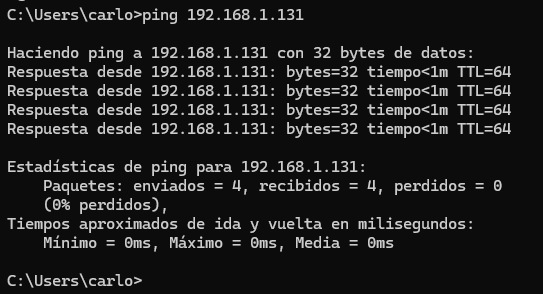 C:\Users\carlo>ping 192.168.1.131
Haciendo ping a 192.168.1.131 con 32 bytes de datos:
Respuesta desde 192.168.1.131: bytes=32 tiempo<1m TTL=64
Respuesta desde 192.168.1.131: bytes=32 tiempo<1m TTL=64
Respuesta desde 192.168.1.131: bytes=32 tiempo<1m TTL=64
Respuesta desde 192.168.1.131: bytes=32 tiempo<1m TTL=64
Estadísticas de ping para 192.168.1.131:
    Paquetes: enviados = 4, recibidos = 4, perdidos = 0
    (0% perdidos),
Tiempos aproximados de ida y vuelta en milisegundos:
    Mínimo = 0ms, Máximo = 0ms, Media = 0ms
C:\Users\carlo>